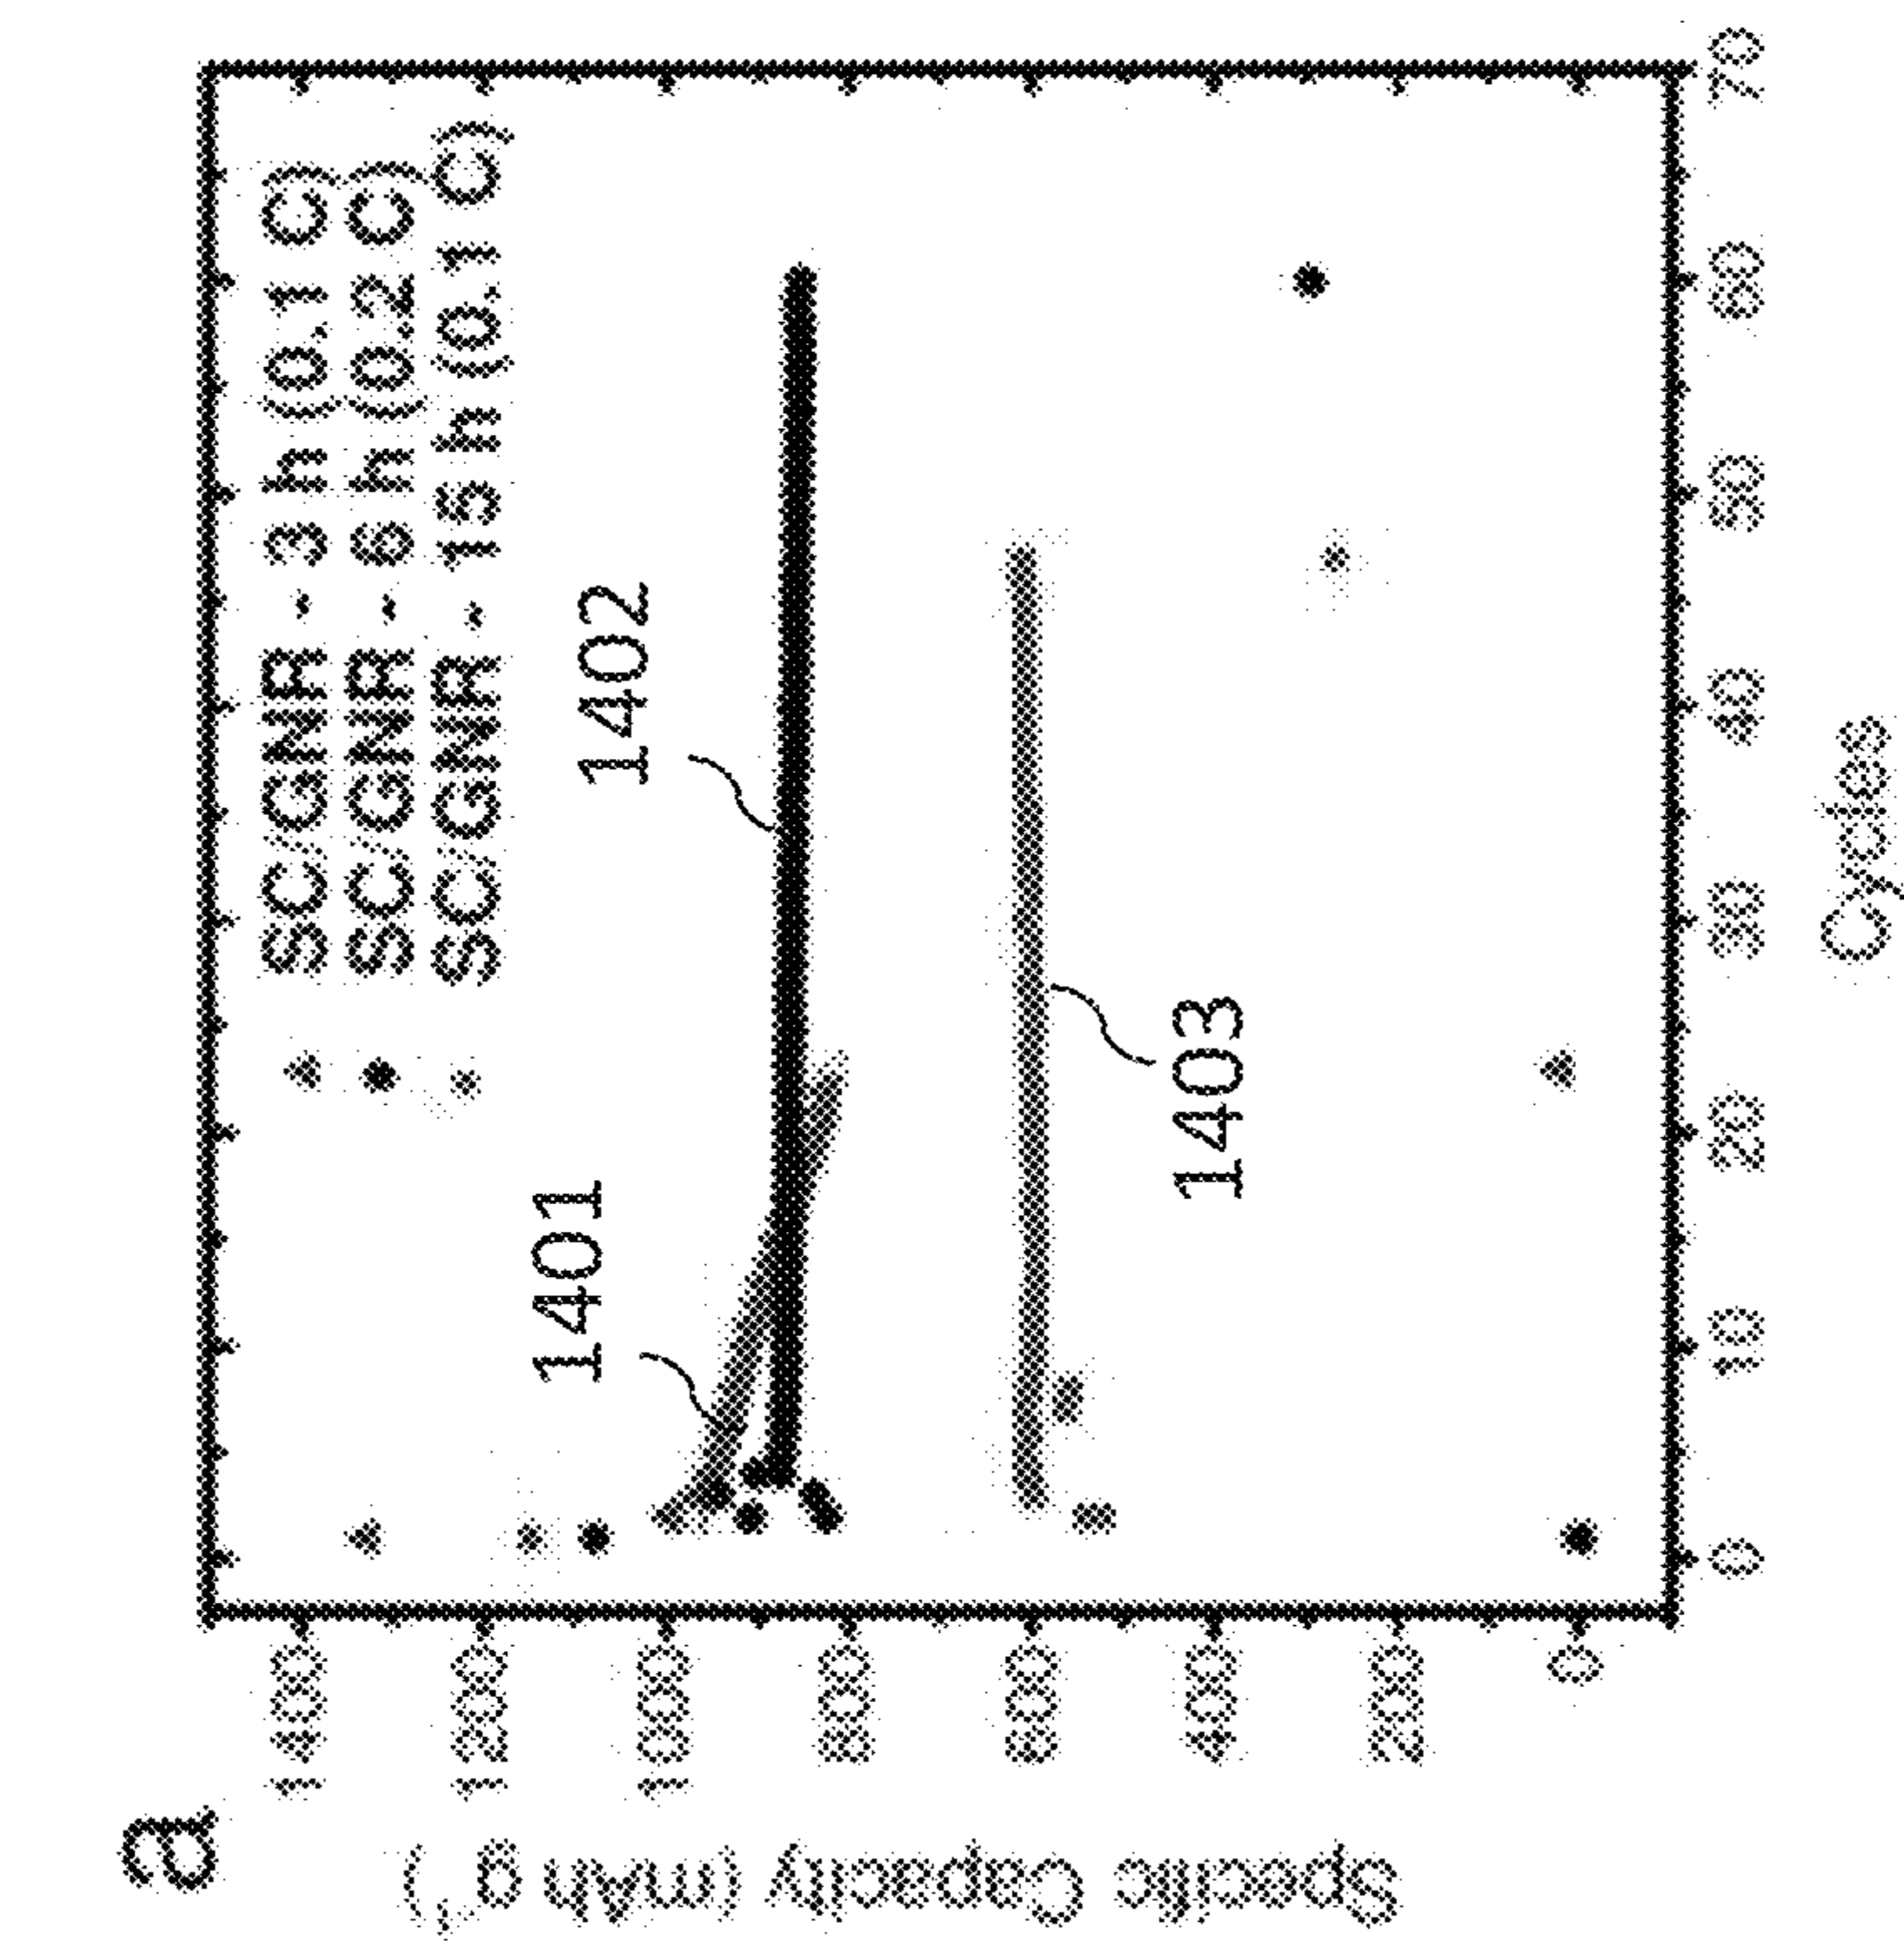 a
SC/GNR - 3 h (0.1 C)
SC/GNR - 6 h (0.2 C)
SC/GNR - 15 h (0.1 C)
1401
1402
1403
1400
1200
1000
800
600
400
200
0
Specific Capacity (mAh g⁻¹)
0 10 20 30 40 50 60 70
Cycles